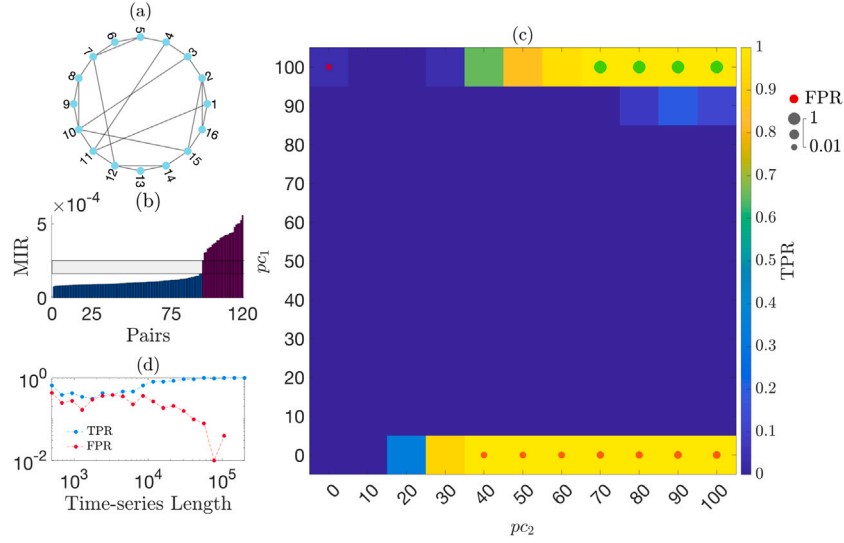 (a)
5
6
4
7
3
8
2
9
1
10
16
11
15
12
14
13
(b)
×10⁻⁴
5
0
MIR
0 25 75 120
Pairs
(d)
10⁰
10⁻²
TPR
FPR
10³ 10⁴ 10⁵
Time-series Length
(c)
100
90
80
70
60
50
40
30
20
10
0
pc₁
0 10 20 30 40 50 60 70 80 90 100
pc₂
1
0.9
0.8
0.7
0.6
0.5
0.4
0.3
0.2
0.1
0
TPR
FPR
1
0.01